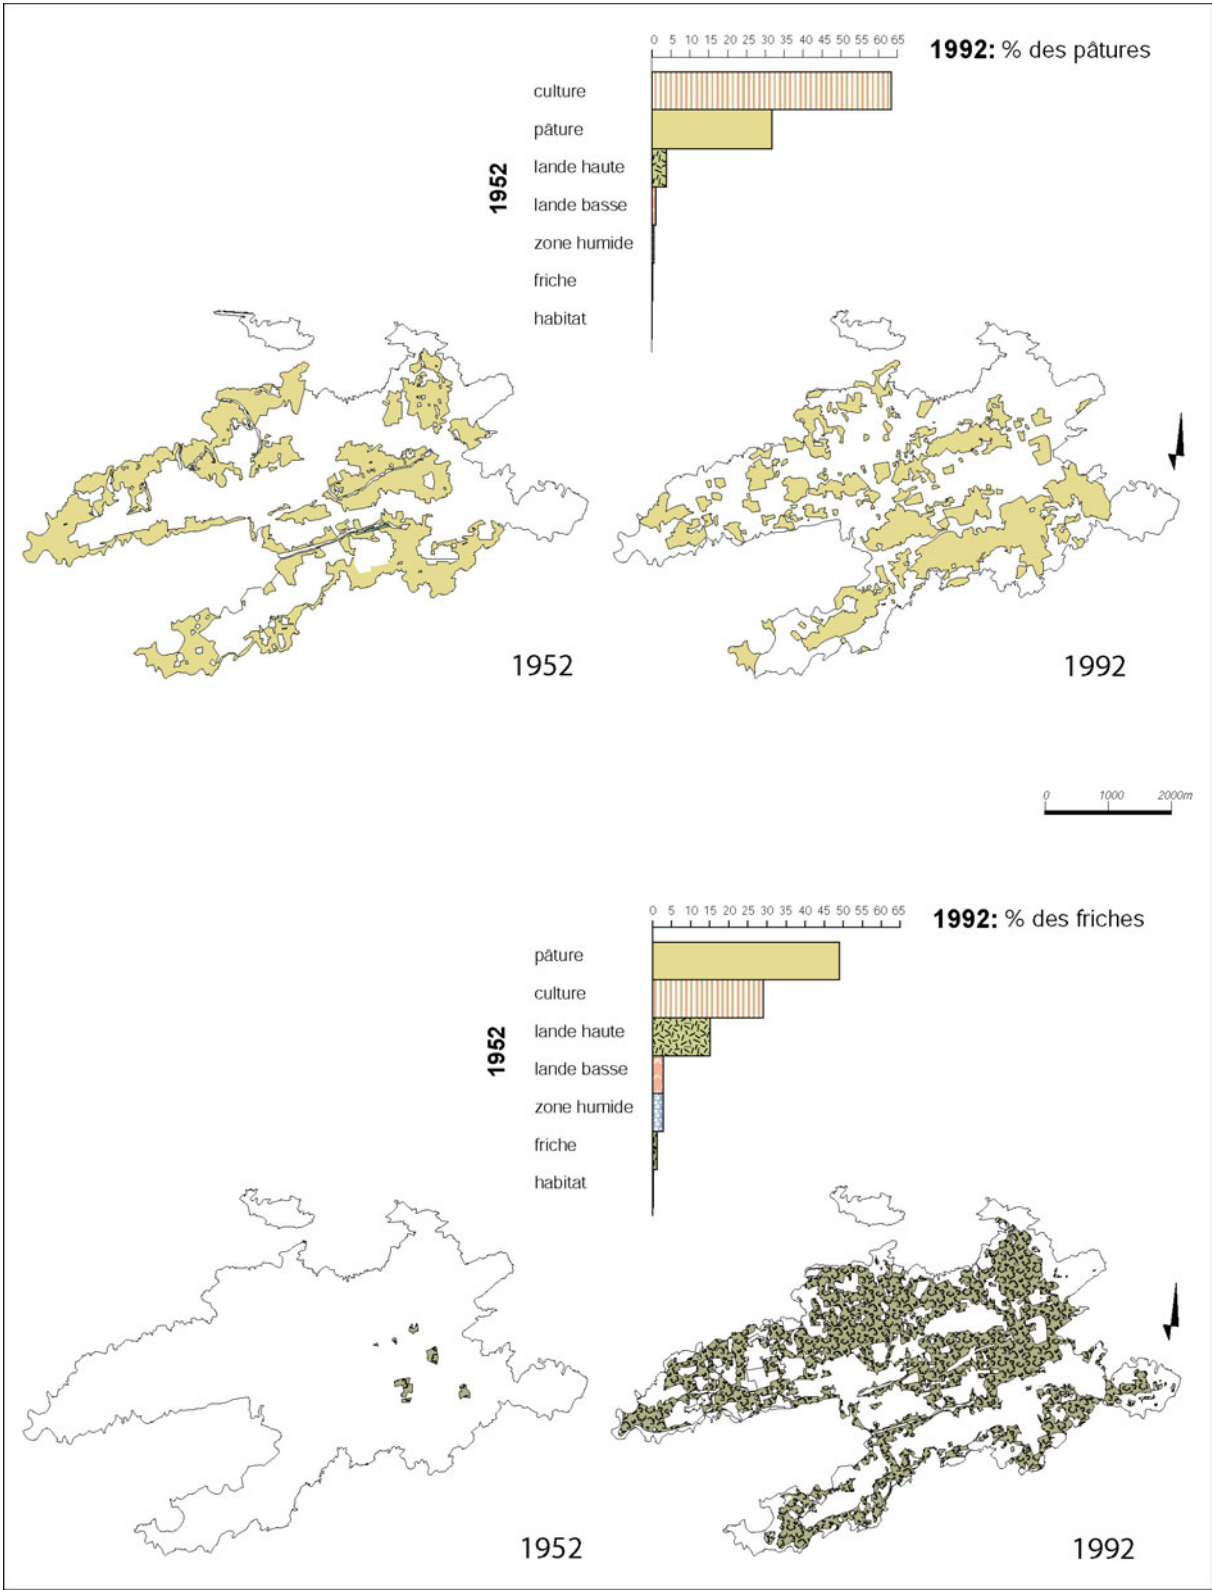 0 5 10 15 20 25 30 35 40 45 50 55 60 65
1992: % des pâtures
1952
culture
pâture
lande haute
lande basse
zone humide
friche
habitat
1952
1992
0 1000 2000m
0 5 10 15 20 25 30 35 40 45 50 55 60 65
1992: % des friches
1952
pâture
culture
lande haute
lande basse
zone humide
friche
habitat
1952
1992